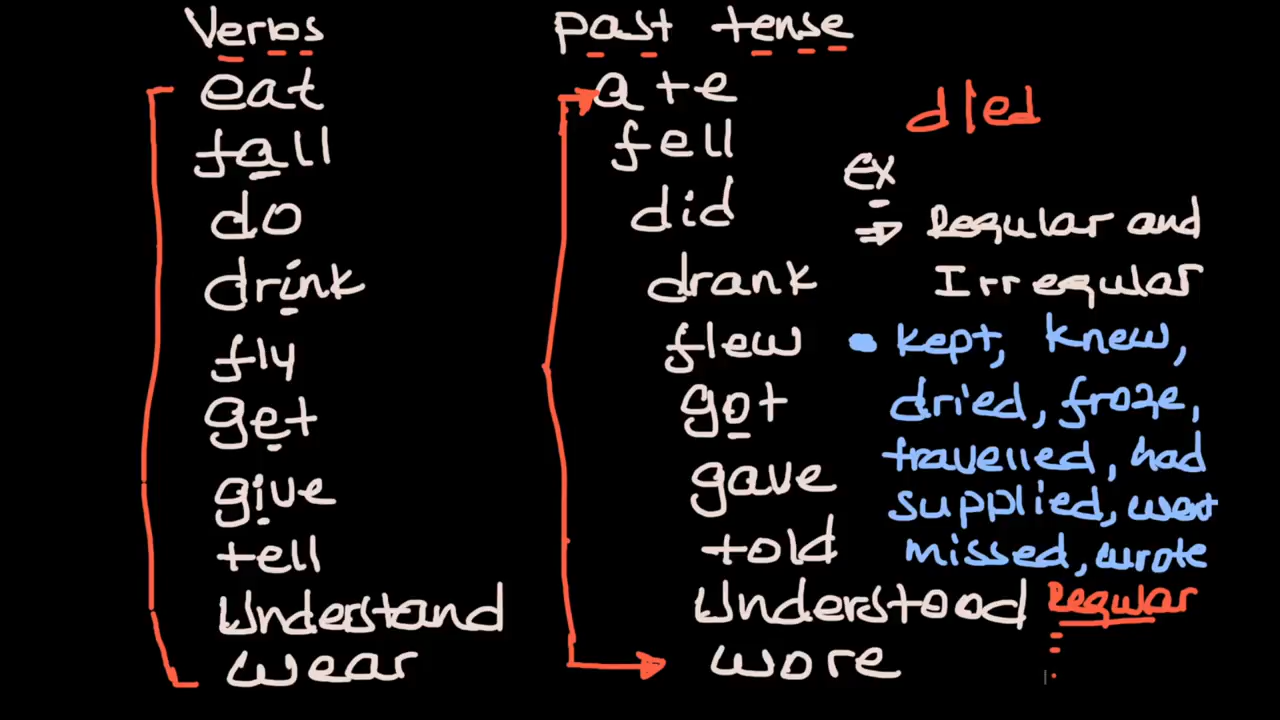 Verbs
eat
fall
do
drink
fly
get
give
tell
Understand
wear
past tense
ate
fell
did
drank
flew
got
gave
told
Understood
wore
d|ed
ex
⇒ Regular and
Irregular
• kept, knew,
dried, froze,
travelled, had
supplied, went
missed, wrote
Regular